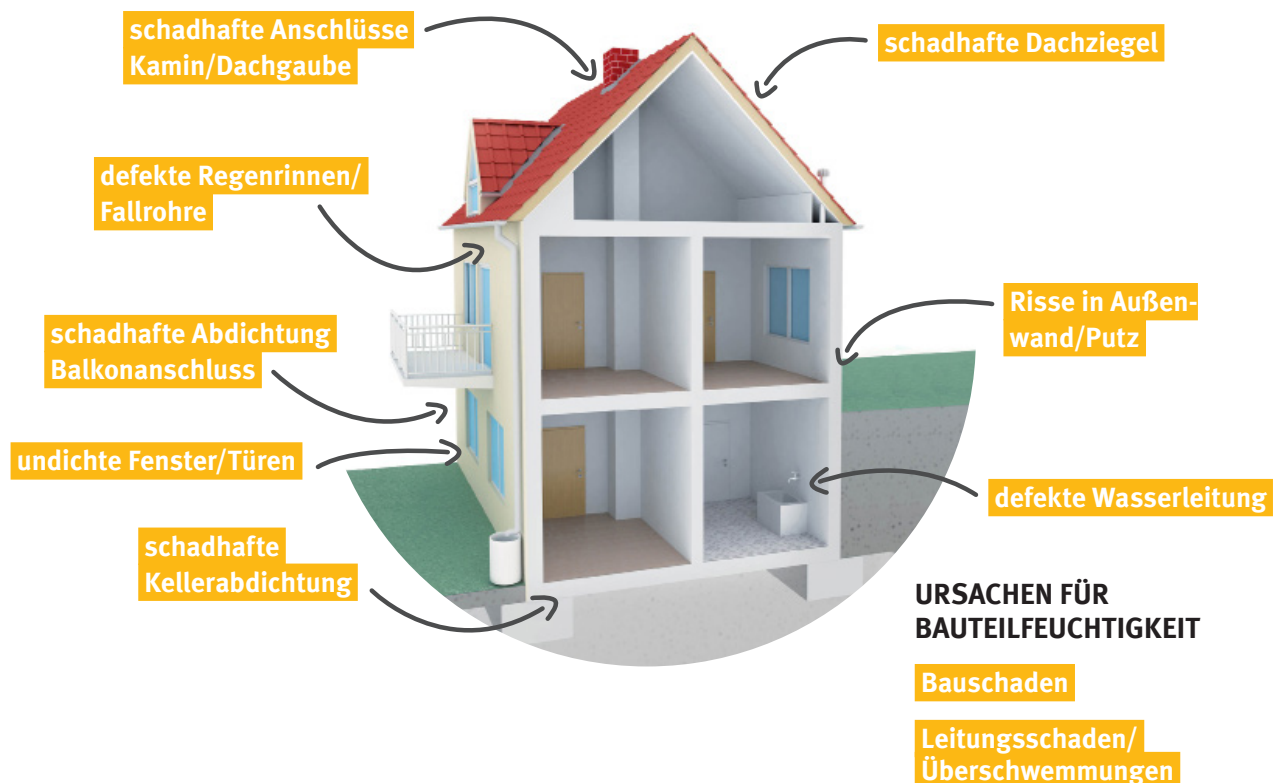 schadhafte Anschlüsse
Kamin/Dachgaube
schadhafte Dachziegel
defekte Regenrinnen/
Fallrohre
Risse in Außen-
wand/Putz
schadhafte Abdichtung
Balkonanschluss
undichte Fenster/Türen
defekte Wasserleitung
schadhafte
Kellerabdichtung
URSACHEN FÜR
BAUTEILFEUCHTIGKEIT
Bauschaden
Leitungsschaden/
Überschwemmungen